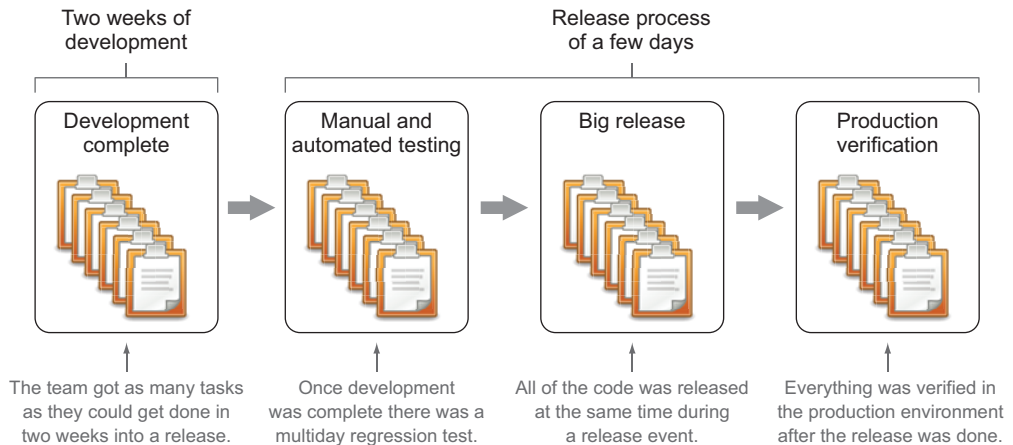 Two weeks of
development
Release process
of a few days
Development
complete
Manual and
automated testing
Big release
Production
verification
The team got as many tasks
as they could get done in
two weeks into a release.
Once development
was complete there was a
multiday regression test.
All of the code was released
at the same time during
a release event.
Everything was verified in
the production environment
after the release was done.